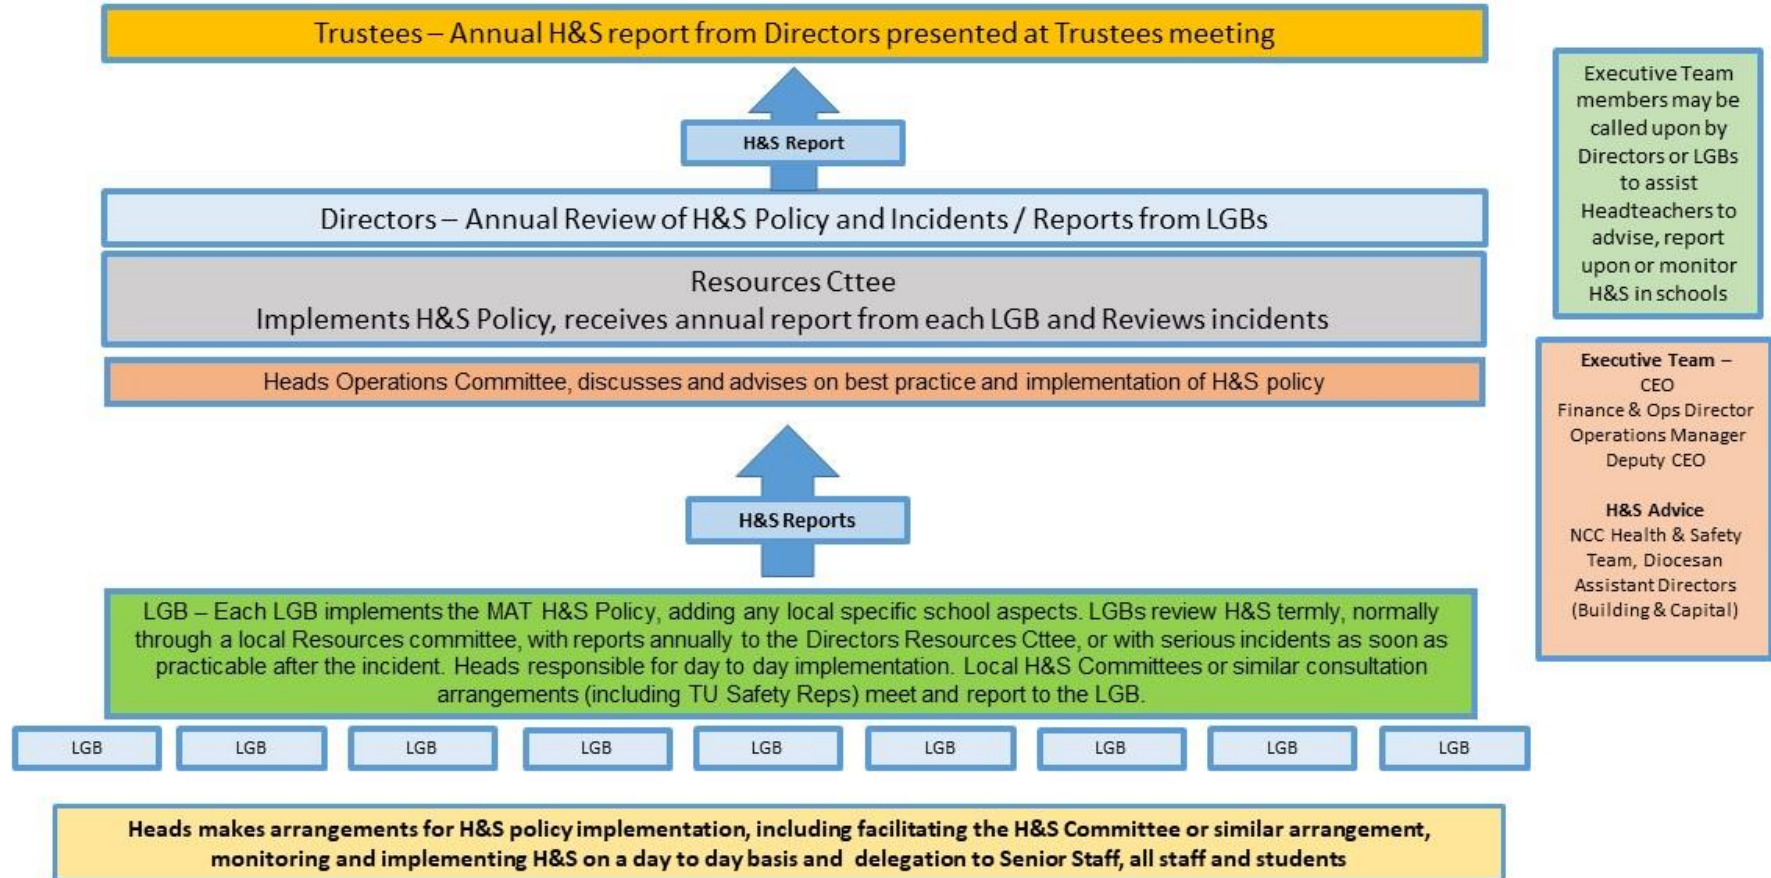 Trustees – Annual H&S report from Directors presented at Trustees meeting
H&S Report
Directors – Annual Review of H&S Policy and Incidents / Reports from LGBs
Resources Cttee
Implements H&S Policy, receives annual report from each LGB and Reviews incidents
Heads Operations Committee, discusses and advises on best practice and implementation of H&S policy
H&S Reports
LGB – Each LGB implements the MAT H&S Policy, adding any local specific school aspects. LGBs review H&S termly, normally
through a local Resources committee, with reports annually to the Directors Resources Cttee, or with serious incidents as soon as
practicable after the incident. Heads responsible for day to day implementation. Local H&S Committees or similar consultation
arrangements (including TU Safety Reps) meet and report to the LGB.
LGB
LGB
LGB
LGB
LGB
LGB
LGB
LGB
LGB
Heads makes arrangements for H&S policy implementation, including facilitating the H&S Committee or similar arrangement,
monitoring and implementing H&S on a day to day basis and delegation to Senior Staff, all staff and students
Executive Team
members may be
called upon by
Directors or LGBs
to assist
Headteachers to
advise, report
upon or monitor
H&S in schools
Executive Team –
CEO
Finance & Ops Director
Operations Manager
Deputy CEO
H&S Advice
NCC Health & Safety
Team, Diocesan
Assistant Directors
(Building & Capital)